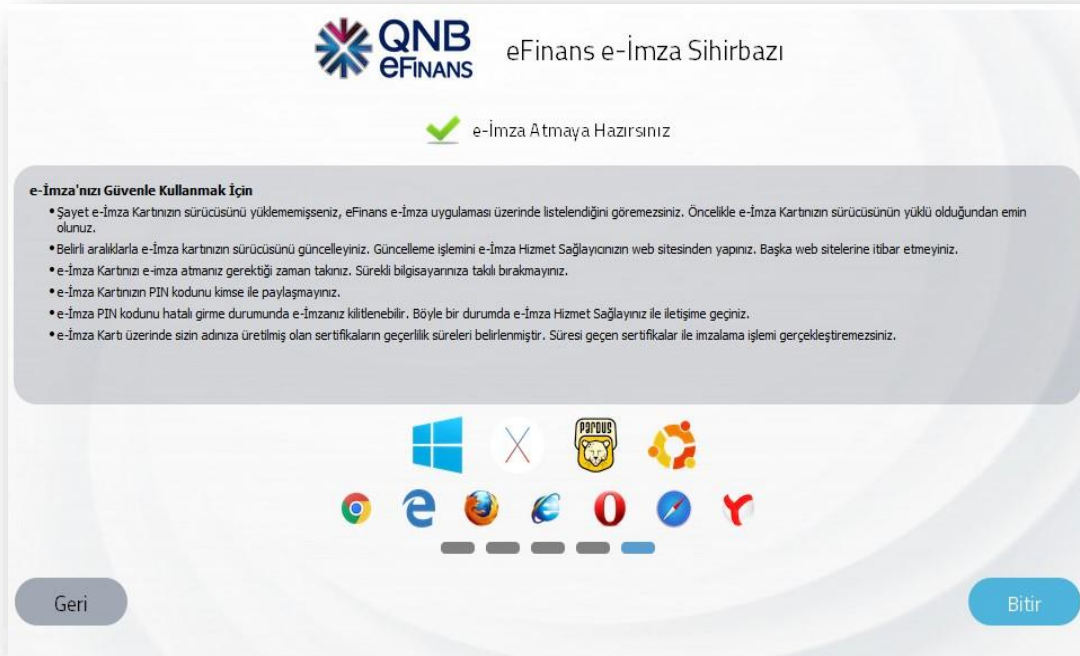 QNB
eFINANS
eFinans e-İmza Sihirbazı
e-İmza Atmaya Hazırsınız
e-İmza'nızı Güvenle Kullanmak İçin
• Şayet e-İmza Kartınızın sürücüsünü yüklememişseniz, eFinans e-İmza uygulaması üzerinde listelendiğini göremezsiniz. Öncelikle e-İmza Kartınızın sürücüsünün yüklü olduğundan emin
olunuz.
• Belirli aralıklarla e-İmza kartınızın sürücüsünü güncelleyiniz. Güncelleme işlemini e-İmza Hizmet Sağlayıcınızın web sitesinden yapınız. Başka web sitelerine itibar etmeyiniz.
• e-İmza Kartınızı e-imza atmanız gerektiği zaman takınız. Sürekli bilgisayarınıza takılı bırakmayınız.
• e-İmza Kartınızın PIN kodunu kimse ile paylaşmayınız.
• e-İmza PIN kodunu hatalı girme durumunda e-İmzanız kilitlenebilir. Böyle bir durumda e-İmza Hizmet Sağlayınız ile iletişime geçiniz.
• e-İmza Kartı üzerinde sizin adınıza üretilmiş olan sertifikaların geçerlilik süreleri belirlenmiştir. Süresi geçen sertifikalar ile imzalama işlemi gerçekleştiremezsiniz.
PARDUS
Geri
Bitir